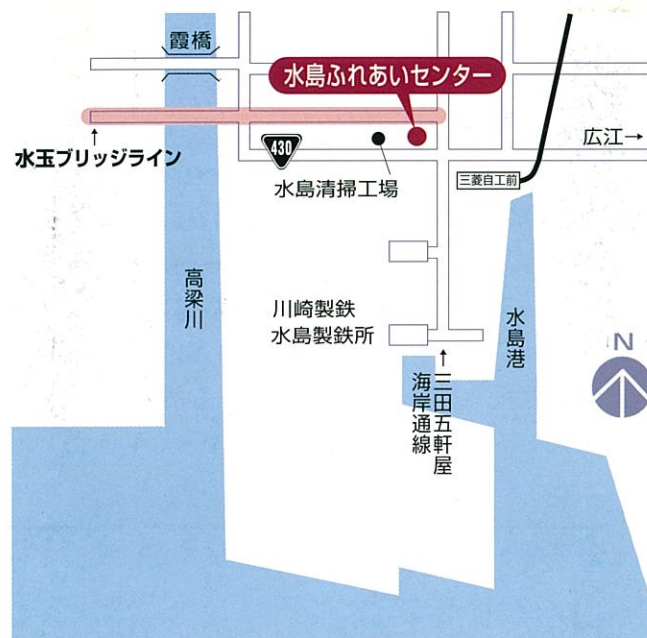 霞橋
水島ふれあいセンター
水玉ブリッジライン
430
広江→
水島清掃工場
三菱自工前
高梁川
川崎製鉄
水島製鉄所
水島港
N
三田五軒屋
海岸通線